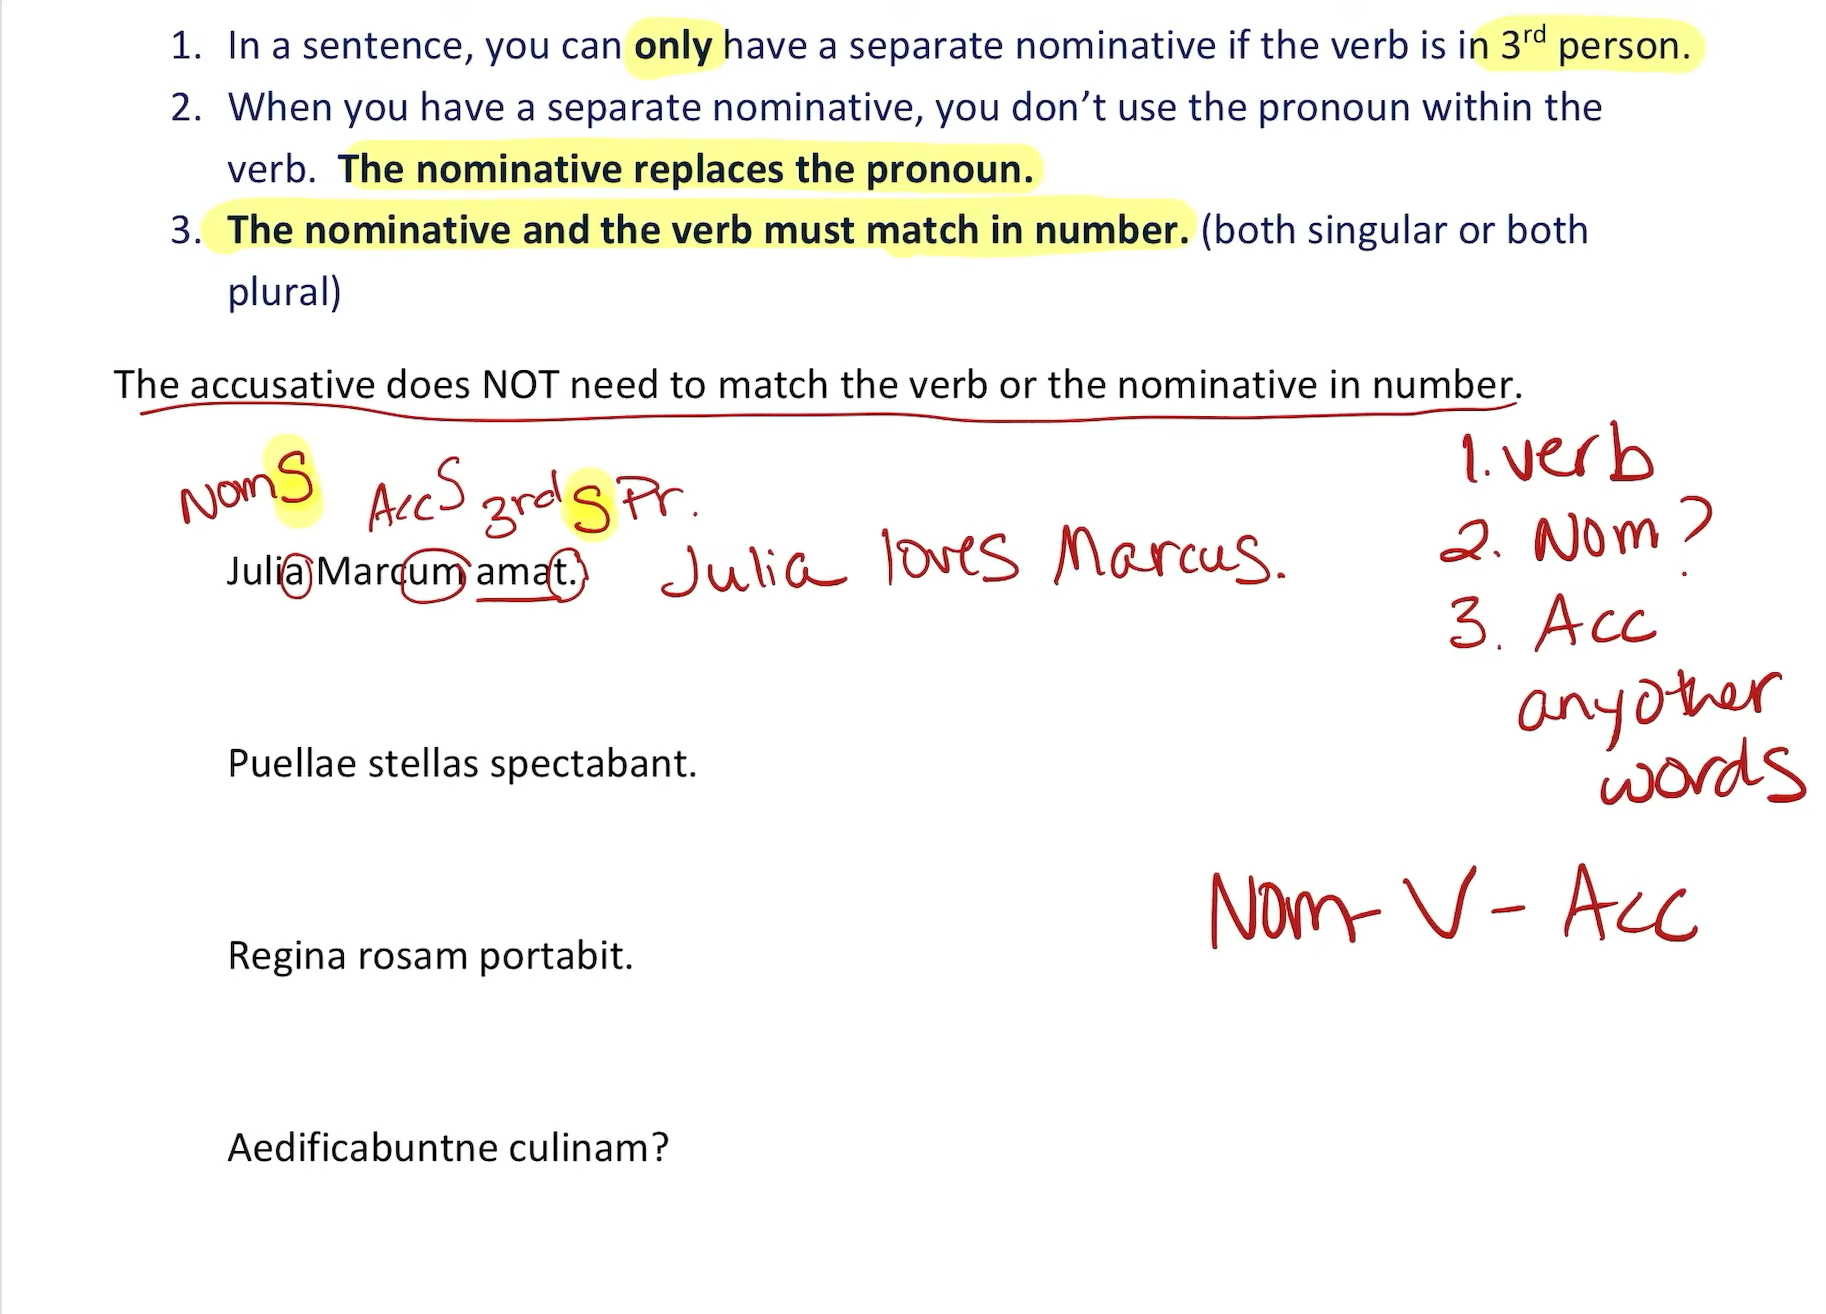 1. In a sentence, you can only have a separate nominative if the verb is in 3rd person.
2. When you have a separate nominative, you don't use the pronoun within the
verb. The nominative replaces the pronoun.
3. The nominative and the verb must match in number. (both singular or both
plural)
The accusative does NOT need to match the verb or the nominative in number.
Nom S Acc S 3rd S Pr.
Julia Marcum amat. Julia loves Marcus.
1. verb
2. Nom?
3. Acc
any other
words
Puellae stellas spectabant.
Nom - V - Acc
Regina rosam portabit.
Aedificabuntne culinam?